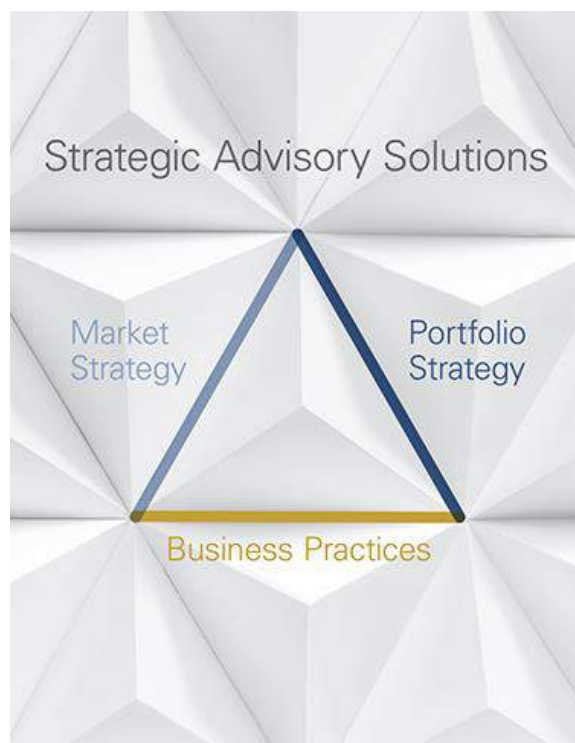 Strategic Advisory Solutions
Market
Strategy
Portfolio
Strategy
Business Practices